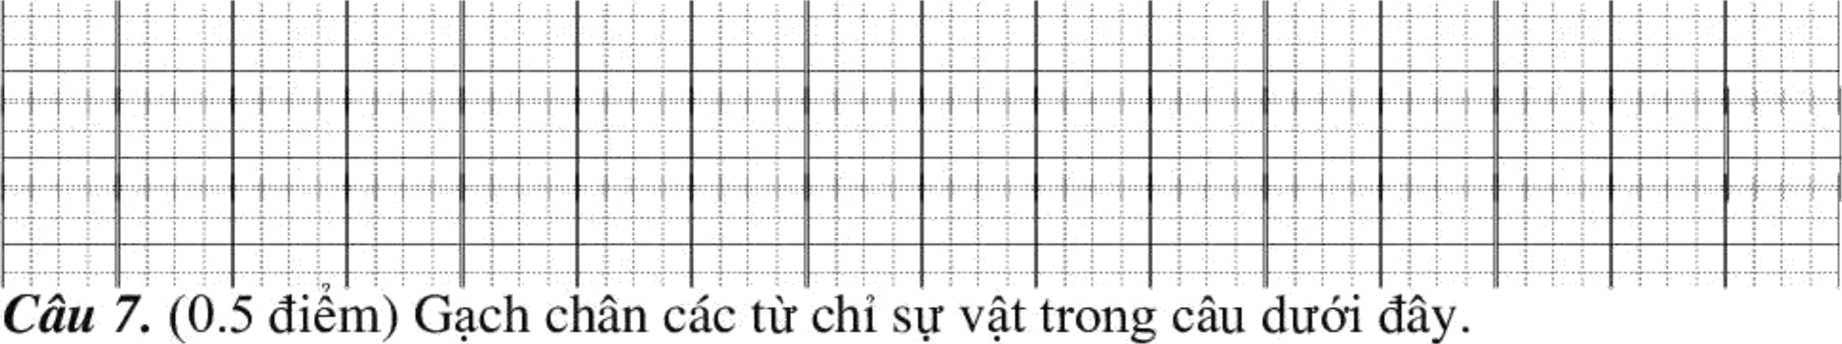 Câu 7. (0.5 điểm) Gạch chân các từ chỉ sự vật trong câu dưới đây.